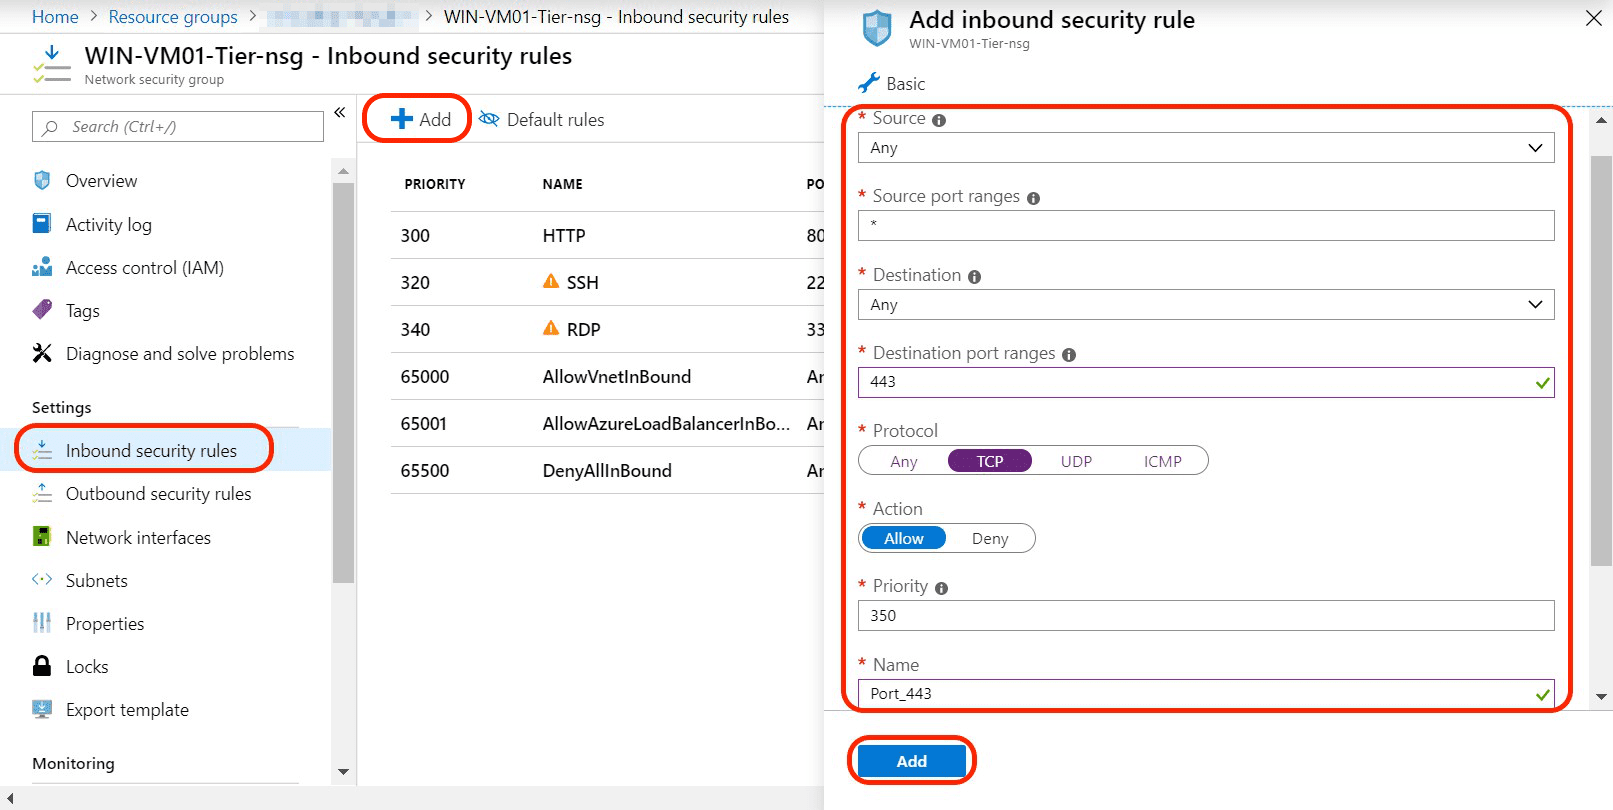 Home > Resource groups > > WIN-VM01-Tier-nsg - Inbound security rules
WIN-VM01-Tier-nsg - Inbound security rules
Network security group
Search (Ctrl+/)
«
Overview
Activity log
Access control (IAM)
Tags
Diagnose and solve problems
Settings
Inbound security rules
Outbound security rules
Network interfaces
Subnets
Properties
Locks
Export template
Monitoring
Add Default rules
PRIORITY NAME PO
300 HTTP 80
320 SSH 22
340 RDP 33
65000 AllowVnetInBound An
65001 AllowAzureLoadBalancerInBo... An
65500 DenyAllInBound An
Add inbound security rule
WIN-VM01-Tier-nsg
Basic
* Source
Any
* Source port ranges
*
* Destination
Any
* Destination port ranges
443
* Protocol
Any TCP UDP ICMP
* Action
Allow Deny
* Priority
350
* Name
Port_443
Add